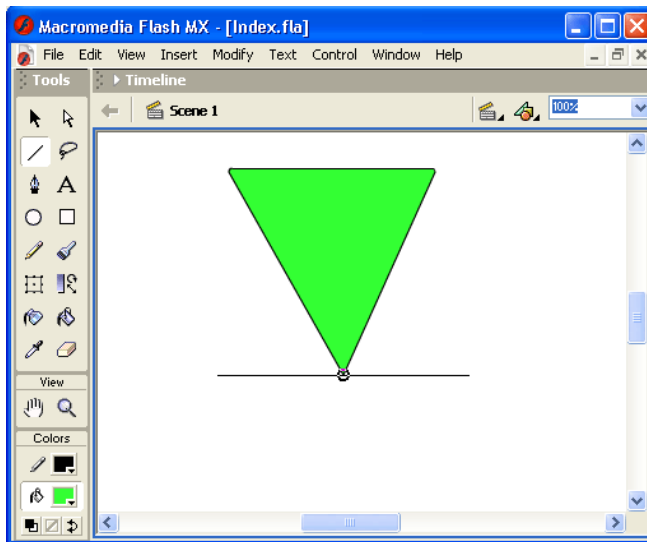 Macromedia Flash MX - [Index.fla]
File Edit View Insert Modify Text Control Window Help
Tools
Timeline
Scene 1
100%
A
View
Colors